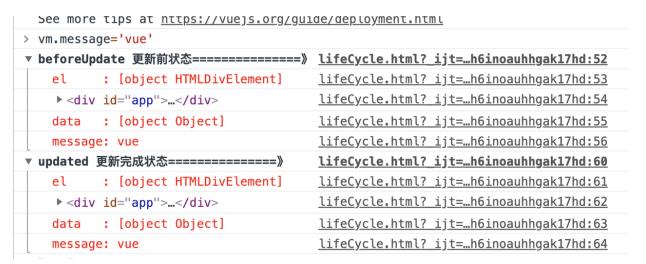 See more tips at https://vuejs.org/guide/deployment.html
> vm.message='vue'
▼ beforeUpdate 更新前状态===============》 lifeCycle.html?_ijt=…h6inoauhhgak17hd:52
el : [object HTMLDivElement] lifeCycle.html?_ijt=…h6inoauhhgak17hd:53
▶ <div id="app">…</div> lifeCycle.html?_ijt=…h6inoauhhgak17hd:54
data : [object Object] lifeCycle.html?_ijt=…h6inoauhhgak17hd:55
message: vue lifeCycle.html?_ijt=…h6inoauhhgak17hd:56
▼ updated 更新完成状态===============》 lifeCycle.html?_ijt=…h6inoauhhgak17hd:60
el : [object HTMLDivElement] lifeCycle.html?_ijt=…h6inoauhhgak17hd:61
▶ <div id="app">…</div> lifeCycle.html?_ijt=…h6inoauhhgak17hd:62
data : [object Object] lifeCycle.html?_ijt=…h6inoauhhgak17hd:63
message: vue lifeCycle.html?_ijt=…h6inoauhhgak17hd:64